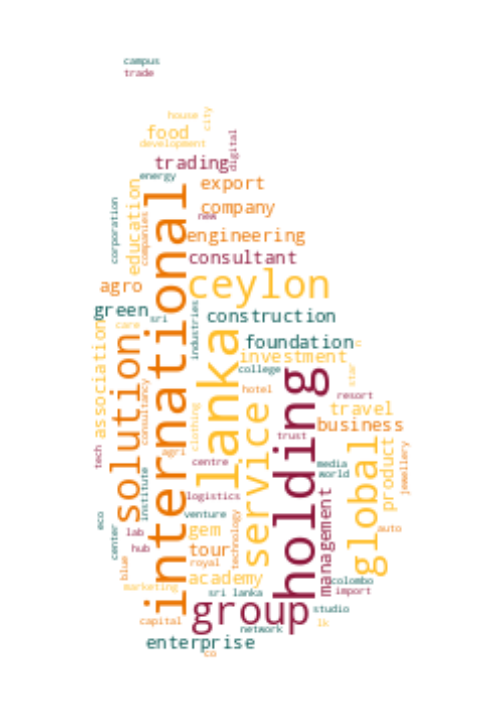 campus
trade
house
city
food
development
digital
trading
energy
export
education
corporation
companies
company
new
international
engineering
consultant
ceylon
agro
green
sri
construction
industries
lanka
foundation
c
association
care
investment
solution
college
star
holding
consultancy
hotel
resort
clothing
service
travel
business
trust
agri
tech
centre
global
product
jewellery
media
world
institute
logistics
management
eco
venture
center
lab
gem
technology
auto
hub
tour
blue
royal
academy
colombo
marketing
sri lanka
import
group
studio
capital
network
lk
enterprise
co